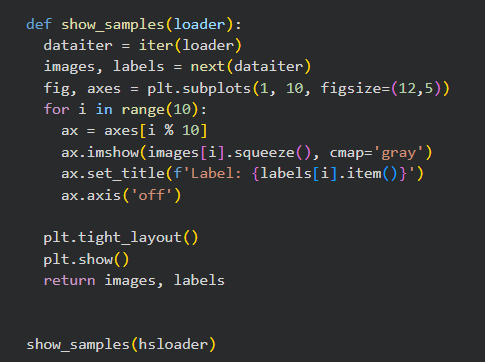 def show_samples(loader):
  dataiter = iter(loader)
  images, labels = next(dataiter)
  fig, axes = plt.subplots(1, 10, figsize=(12,5))
  for i in range(10):
    ax = axes[i % 10]
    ax.imshow(images[i].squeeze(), cmap='gray')
    ax.set_title(f'Label: {labels[i].item()}')
    ax.axis('off')

  plt.tight_layout()
  plt.show()
  return images, labels


show_samples(hsloader)